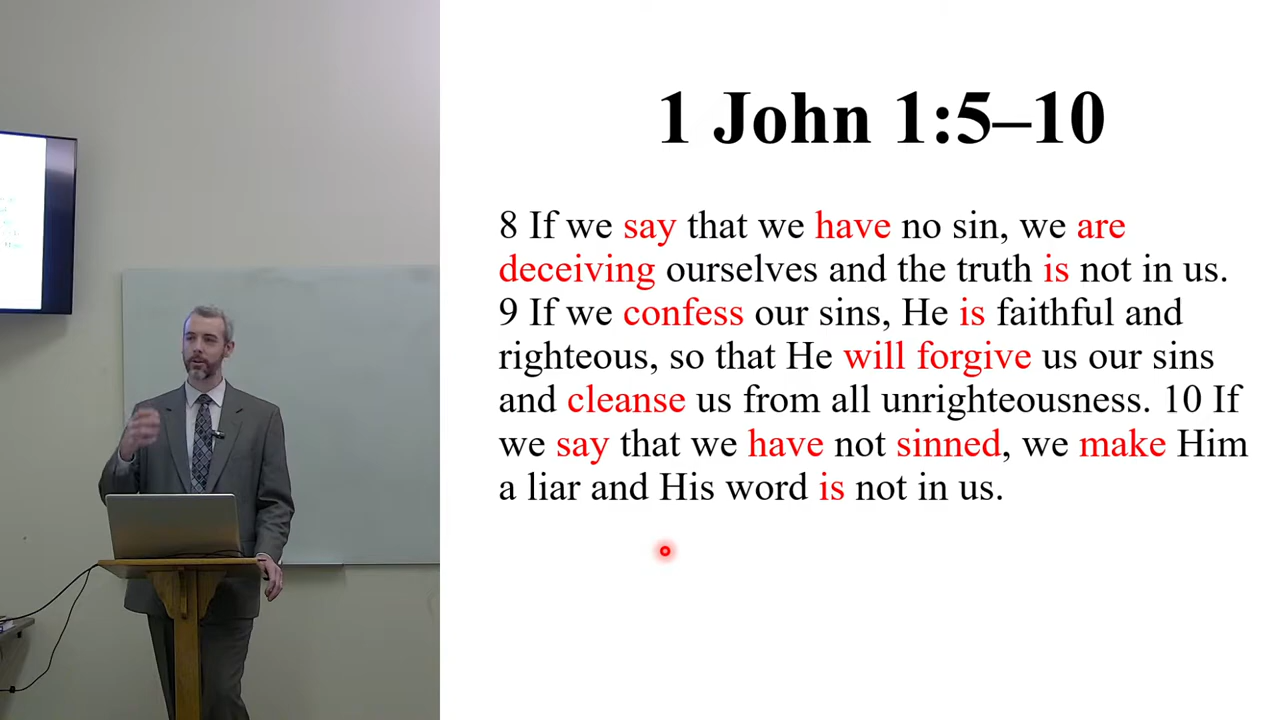 1 John 1:5–10
8 If we say that we have no sin, we are
deceiving ourselves and the truth is not in us.
9 If we confess our sins, He is faithful and
righteous, so that He will forgive us our sins
and cleanse us from all unrighteousness. 10 If
we say that we have not sinned, we make Him
a liar and His word is not in us.